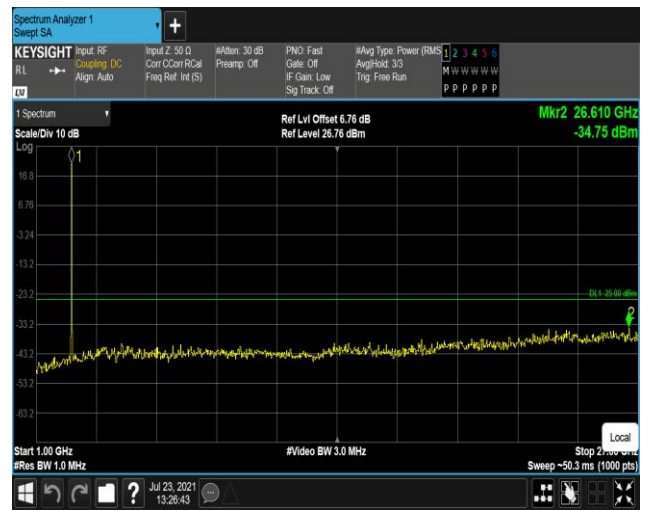 Spectrum Analyzer 1
Swept SA
KEYSIGHT
RL
LXI
Input: RF
Coupling: DC
Align: Auto
Input Z: 50 Ω
Corr CCorr RCal
Freq Ref: Int (S)
#Atten: 30 dB
Preamp: Off
PNO: Fast
Gate: Off
IF Gain: Low
Sig Track: Off
#Avg Type: Power (RMS
Avg|Hold: 3/3
Trig: Free Run
1 2 3 4 5 6
M W W W W W
P P P P P P
1 Spectrum
Scale/Div 10 dB
Ref Lvl Offset 6.76 dB
Ref Level 26.76 dBm
Mkr2 26.610 GHz
-34.75 dBm
Log
1
16.8
6.76
-3.24
-13.2
-23.2
DL1 -25.00 dBm
2
-33.2
-43.2
-53.2
-63.2
Local
Start 1.00 GHz
#Video BW 3.0 MHz
Stop
#Res BW 1.0 MHz
Sweep ~50.3 ms (1000 pts)
?
Jul 23, 2021
13:26:43